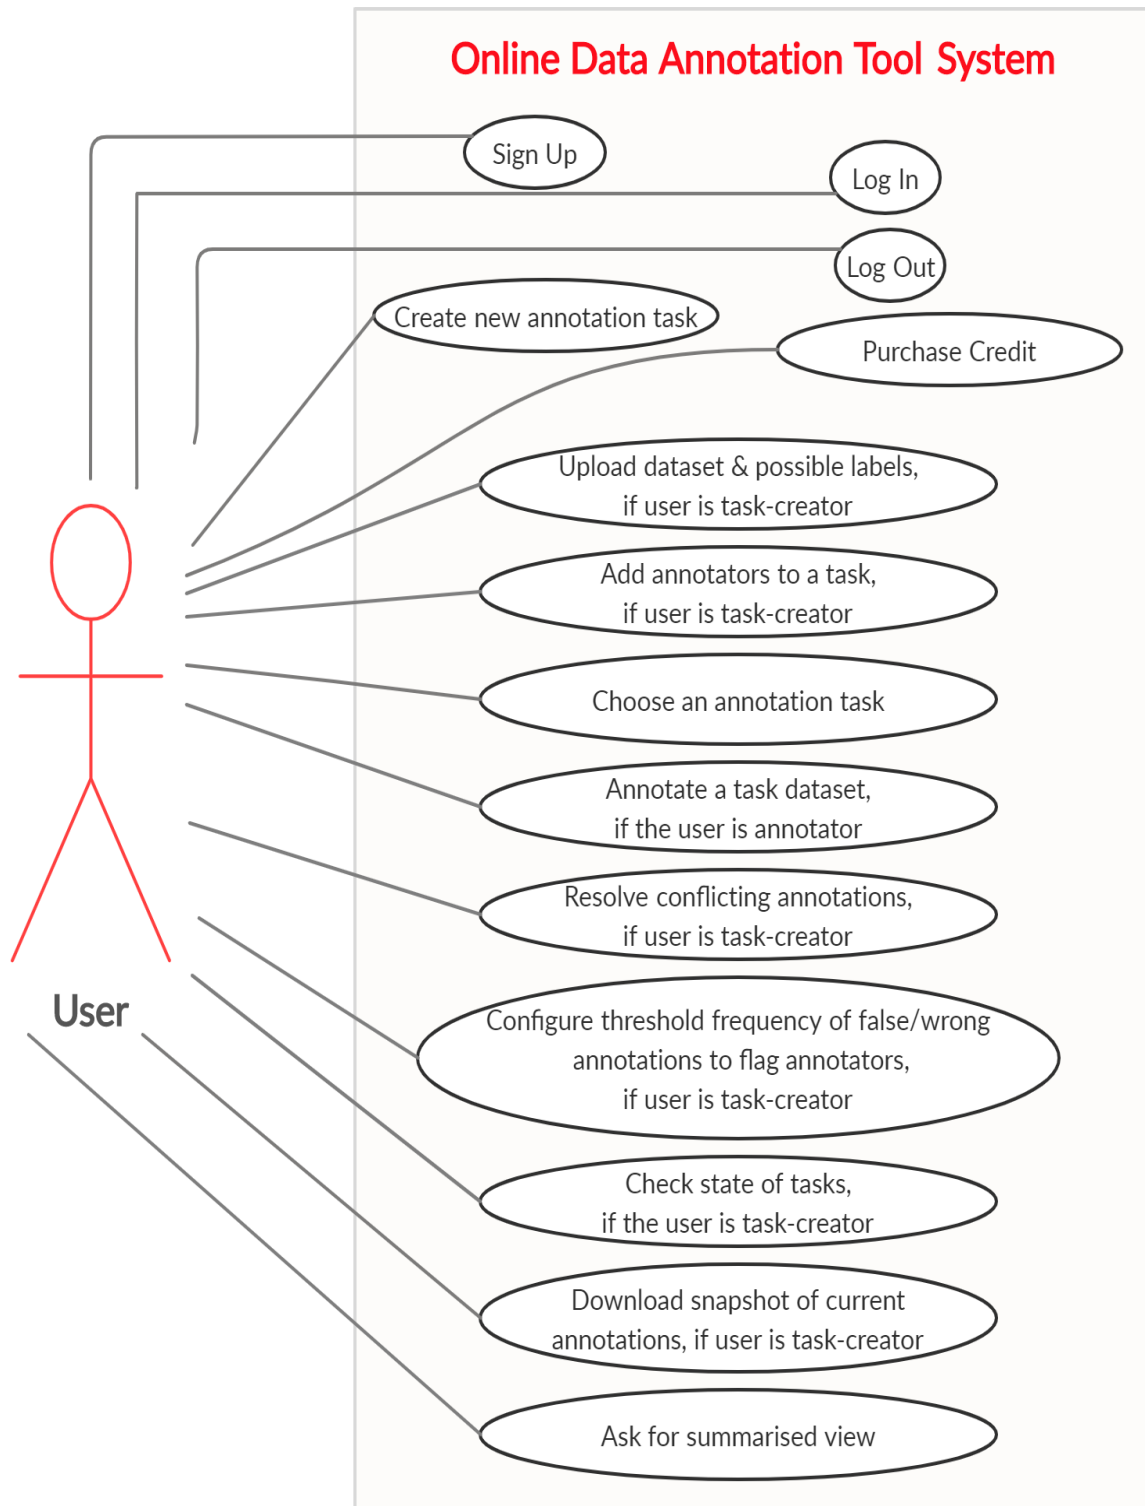 Online Data Annotation Tool System
Sign Up
Log In
Log Out
Create new annotation task
Purchase Credit
Upload dataset & possible labels,
if user is task-creator
Add annotators to a task,
if user is task-creator
Choose an annotation task
Annotate a task dataset,
if the user is annotator
Resolve conflicting annotations,
if user is task-creator
User
Configure threshold frequency of false/wrong
annotations to flag annotators,
if user is task-creator
Check state of tasks,
if the user is task-creator
Download snapshot of current
annotations, if user is task-creator
Ask for summarised view